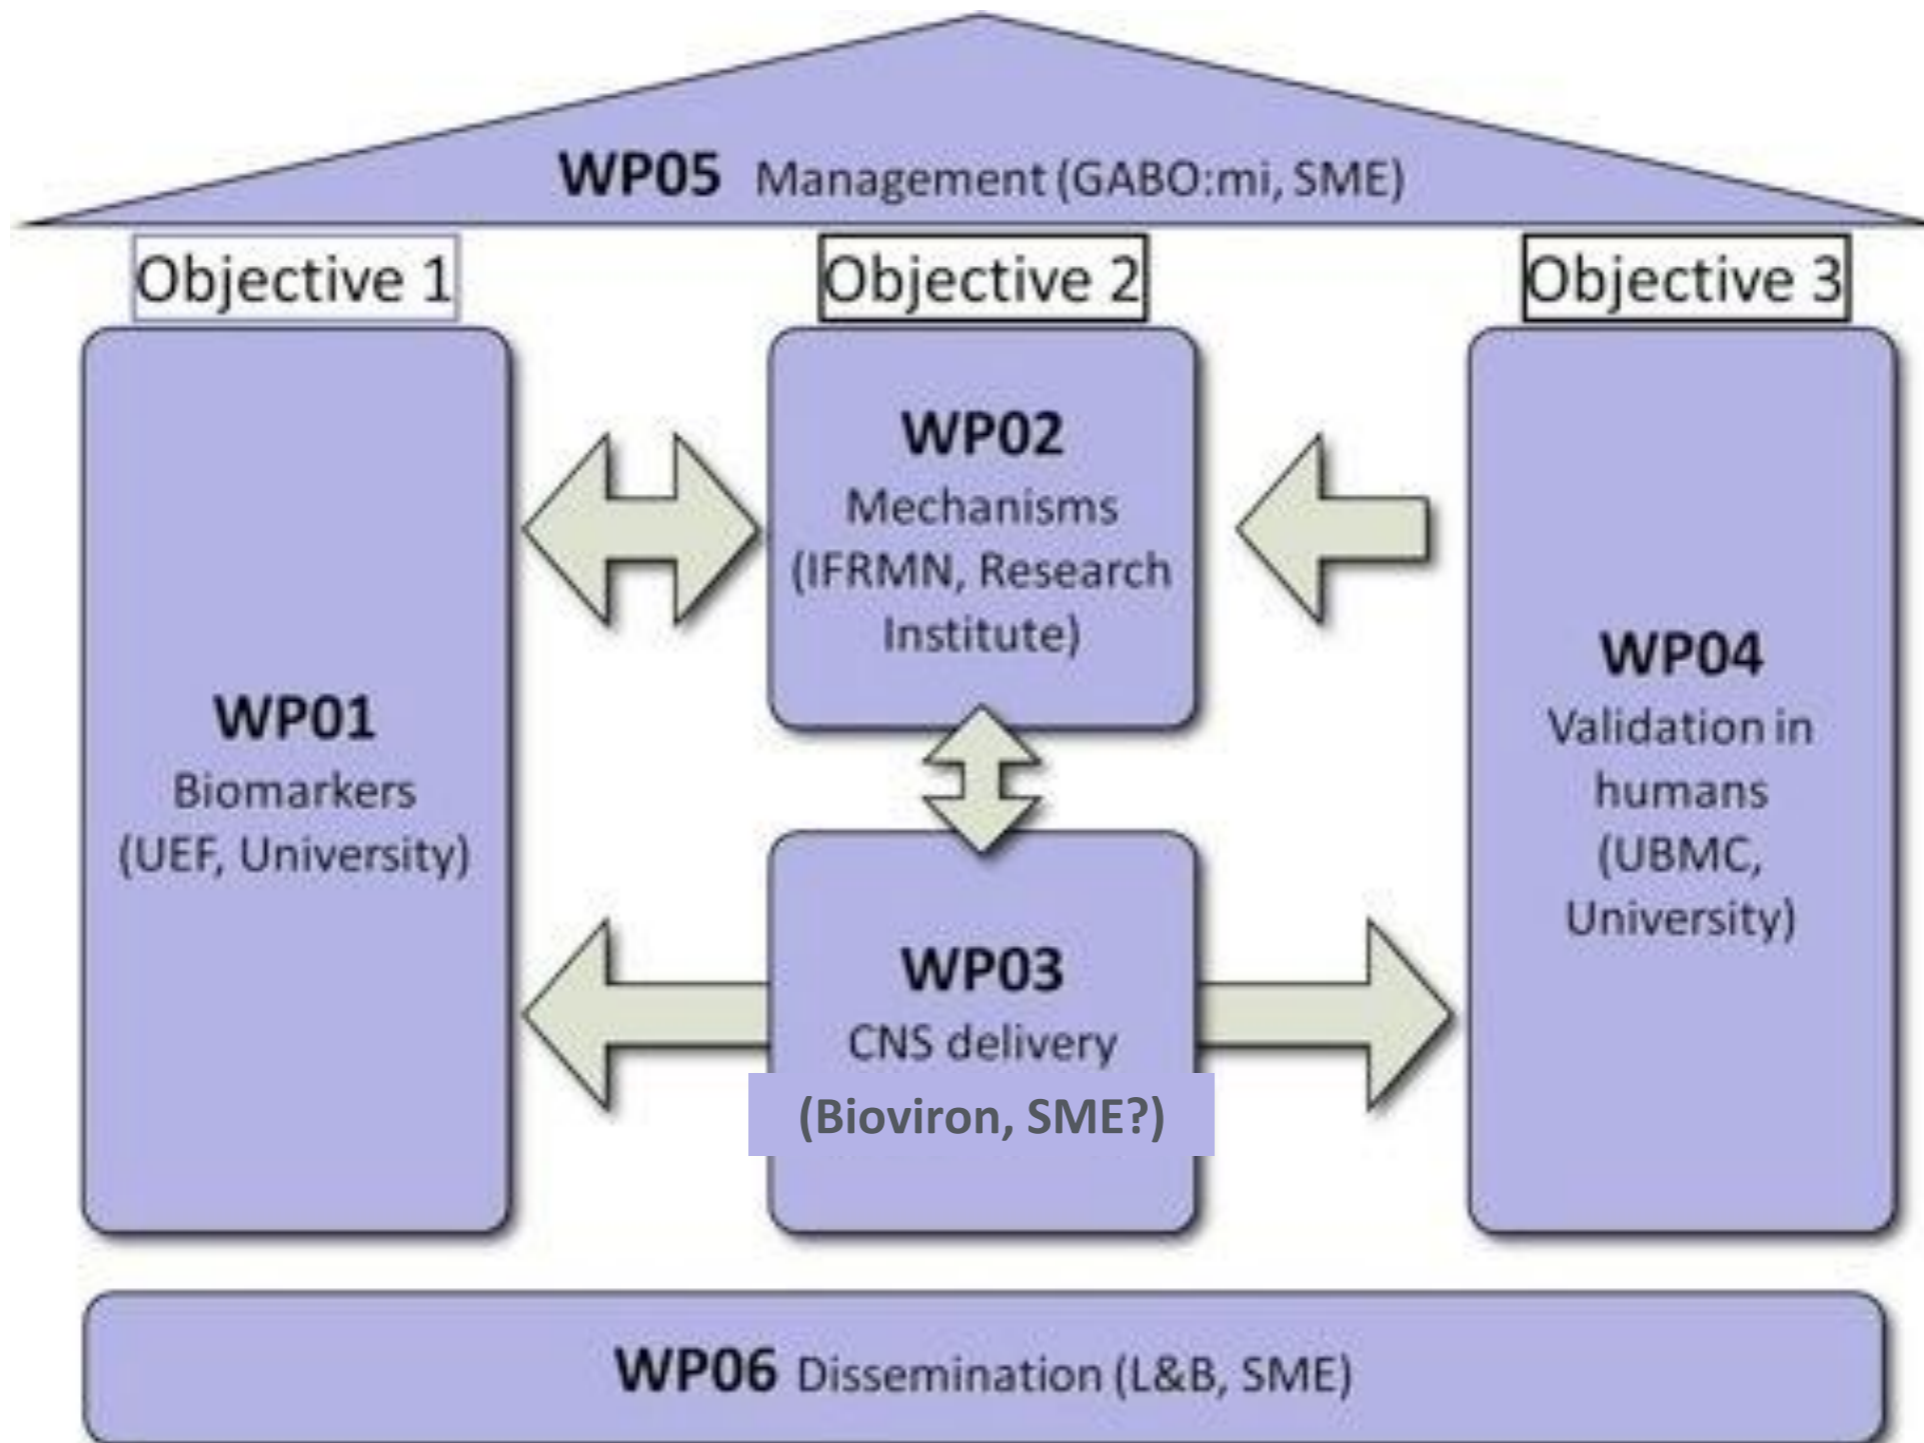 WP05 Management (GABO:mi, SME)
Objective 1
Objective 2
Objective 3
WP01
Biomarkers
(UEF, University)
WP02
Mechanisms
(IFRMN, Research
Institute)
WP03
CNS delivery
(Bioviron, SME?)
WP04
Validation in
humans
(UBMC,
University)
WP06 Dissemination (L&B, SME)